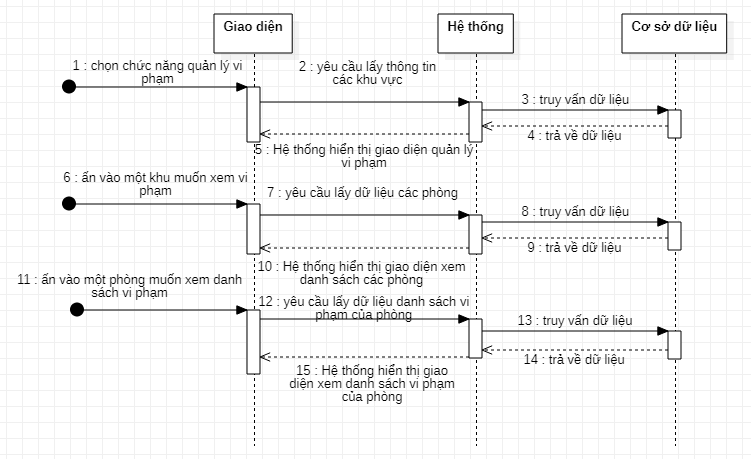 Giao diện
Hệ thống
Cơ sở dữ liệu
1 : chọn chức năng quản lý vi
phạm
2 : yêu cầu lấy thông tin
các khu vực
3 : truy vấn dữ liệu
4 : trả về dữ liệu
5 : Hệ thống hiển thị giao diện quản lý
vi phạm
6 : ấn vào một khu muốn xem vi
phạm
7 : yêu cầu lấy dữ liệu các phòng
8 : truy vấn dữ liệu
9 : trả về dữ liệu
10 : Hệ thống hiển thị giao diện xem
danh sách các phòng
11 : ấn vào một phòng muốn xem danh
sách vi phạm
12 : yêu cầu lấy dữ liệu danh sách vi
phạm của phòng
13 : truy vấn dữ liệu
14 : trả về dữ liệu
15 : Hệ thống hiển thị giao
diện xem danh sách vi phạm
của phòng